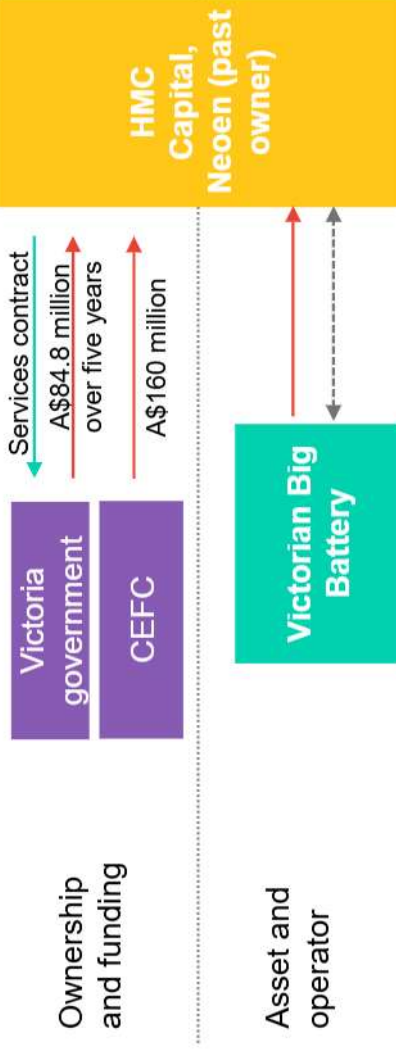 Ownership
and funding
Victoria
government
CEFC
Services contract
A$84.8 million
over five years
A$160 million
HMC
Capital,
Neoen (past
owner)
Asset and
operator
Victorian Big
Battery